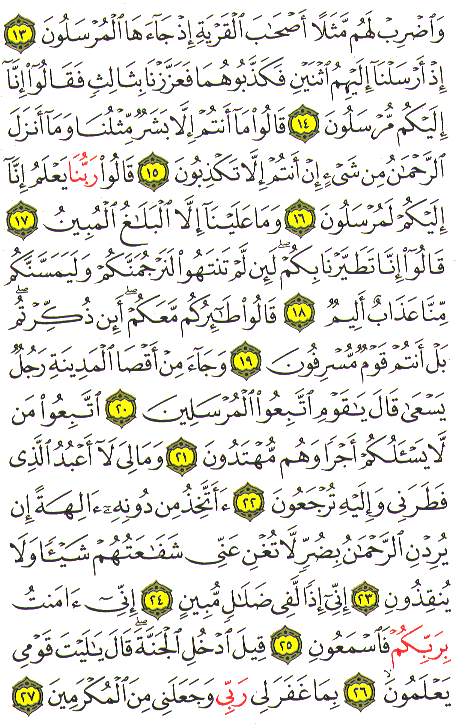 وَٱضْرِبْ لَهُم مَّثَلًا أَصْحَٰبَ ٱلْقَرْيَةِ إِذْ جَآءَهَا ٱلْمُرْسَلُونَ ١٣
إِذْ أَرْسَلْنَآ إِلَيْهِمُ ٱثْنَيْنِ فَكَذَّبُوهُمَا فَعَزَّزْنَا بِثَالِثٍ فَقَالُوٓا۟ إِنَّآ
إِلَيْكُم مُّرْسَلُونَ ١٤ قَالُوا۟ مَآ أَنتُمْ إِلَّا بَشَرٌ مِّثْلُنَا وَمَآ أَنزَلَ
ٱلرَّحْمَٰنُ مِن شَىْءٍ إِنْ أَنتُمْ إِلَّا تَكْذِبُونَ ١٥ قَالُوا۟ رَبُّنَا يَعْلَمُ إِنَّآ
إِلَيْكُمْ لَمُرْسَلُونَ ١٦ وَمَا عَلَيْنَآ إِلَّا ٱلْبَلَٰغُ ٱلْمُبِينُ ١٧
قَالُوٓا۟ إِنَّا تَطَيَّرْنَا بِكُمْ ۖ لَئِن لَّمْ تَنتَهُوا۟ لَنَرْجُمَنَّكُمْ وَلَيَمَسَّنَّكُم
مِّنَّا عَذَابٌ أَلِيمٌ ١٨ قَالُوا۟ طَٰٓئِرُكُم مَّعَكُمْ ۚ أَئِن ذُكِّرْتُم ۚ
بَلْ أَنتُمْ قَوْمٌ مُّسْرِفُونَ ١٩ وَجَآءَ مِنْ أَقْصَا ٱلْمَدِينَةِ رَجُلٌ
يَسْعَىٰ قَالَ يَٰقَوْمِ ٱتَّبِعُوا۟ ٱلْمُرْسَلِينَ ٢٠ ٱتَّبِعُوا۟ مَن
لَّا يَسْـَٔلُكُمْ أَجْرًا وَهُم مُّهْتَدُونَ ٢١ وَمَا لِىَ لَآ أَعْبُدُ ٱلَّذِى
فَطَرَنِى وَإِلَيْهِ تُرْجَعُونَ ٢٢ ءَأَتَّخِذُ مِن دُونِهِۦٓ ءَالِهَةً إِن
يُرِدْنِ ٱلرَّحْمَٰنُ بِضُرٍّ لَّا تُغْنِ عَنِّى شَفَٰعَتُهُمْ شَيْـًٔا وَلَا
يُنقِذُونِ ٢٣ إِنِّىٓ إِذًا لَّفِى ضَلَٰلٍ مُّبِينٍ ٢٤ إِنِّىٓ ءَامَنتُ
بِرَبِّكُمْ فَٱسْمَعُونِ ٢٥ قِيلَ ٱدْخُلِ ٱلْجَنَّةَ ۖ قَالَ يَٰلَيْتَ قَوْمِى
يَعْلَمُونَ ٢٦ بِمَا غَفَرَ لِى رَبِّى وَجَعَلَنِى مِنَ ٱلْمُكْرَمِينَ ٢٧